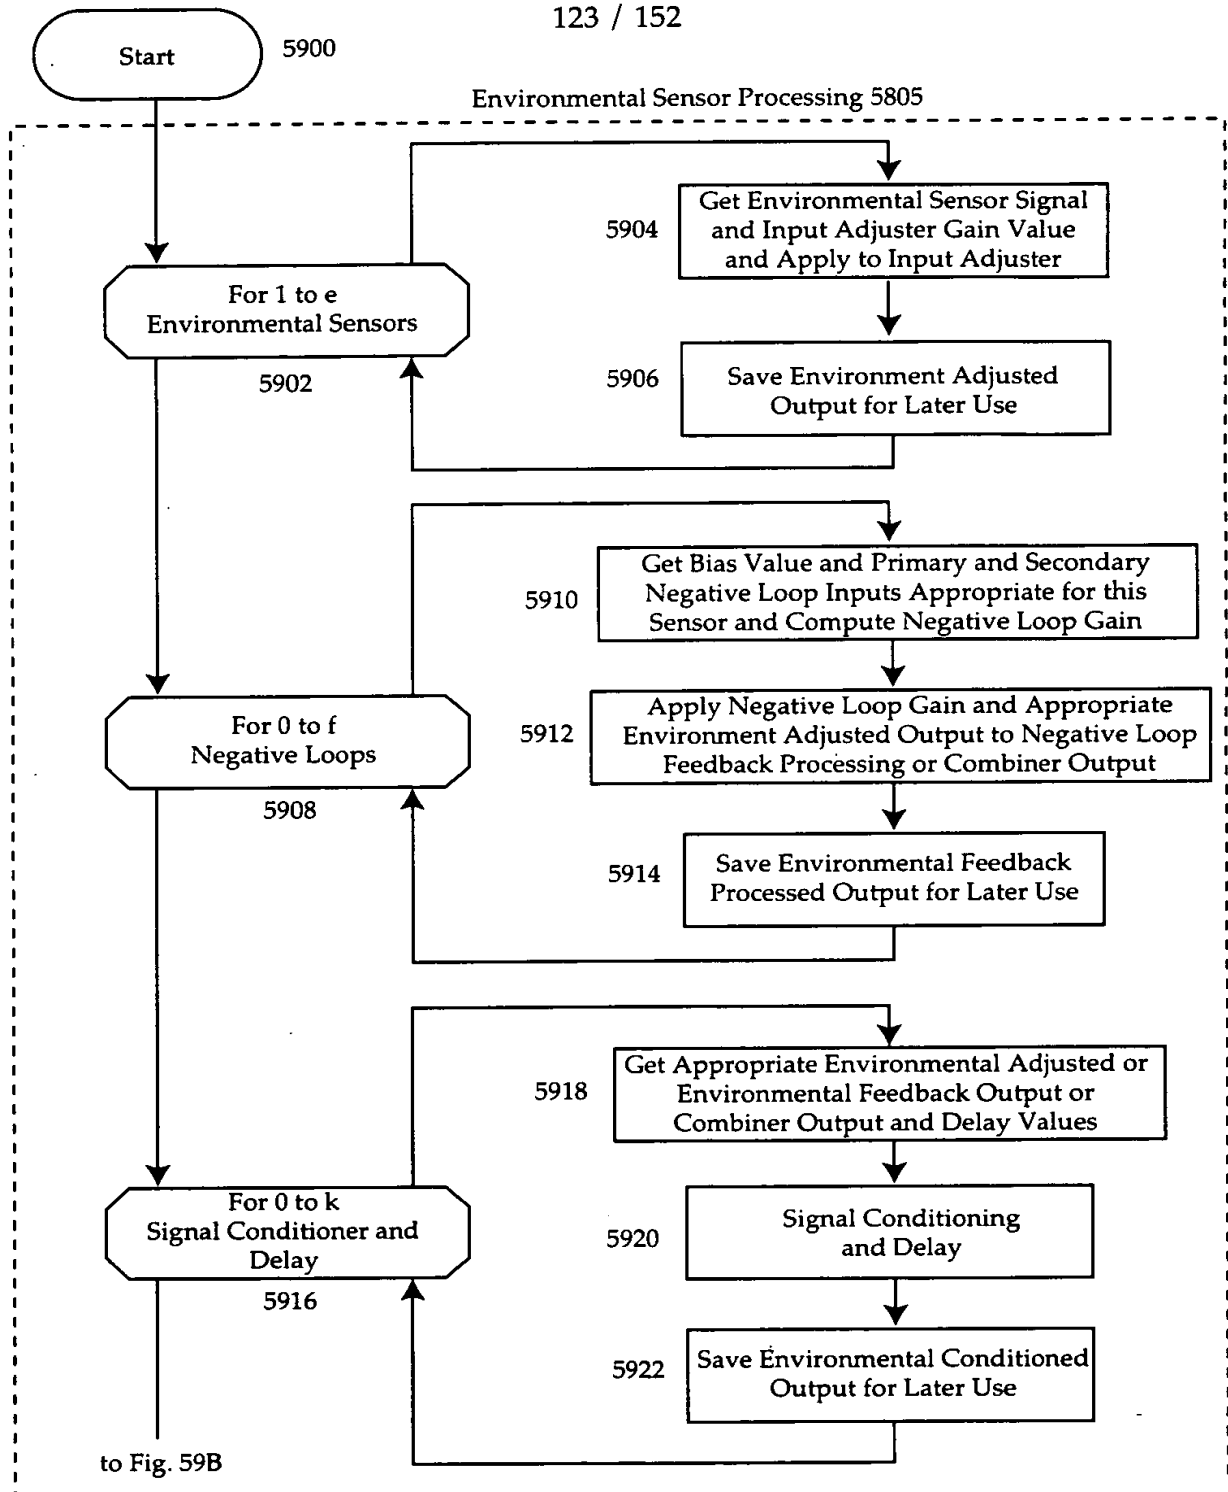 123 / 152
Start
5900
Environmental Sensor Processing 5805
5904
Get Environmental Sensor Signal
and Input Adjuster Gain Value
and Apply to Input Adjuster
For 1 to e
Environmental Sensors
5902
5906
Save Environment Adjusted
Output for Later Use
5910
Get Bias Value and Primary and Secondary
Negative Loop Inputs Appropriate for this
Sensor and Compute Negative Loop Gain
For 0 to f
Negative Loops
5908
5912
Apply Negative Loop Gain and Appropriate
Environment Adjusted Output to Negative Loop
Feedback Processing or Combiner Output
5914
Save Environmental Feedback
Processed Output for Later Use
5918
Get Appropriate Environmental Adjusted or
Environmental Feedback Output or
Combiner Output and Delay Values
For 0 to k
Signal Conditioner and
Delay
5916
5920
Signal Conditioning
and Delay
5922
Save Environmental Conditioned
Output for Later Use
to Fig. 59B